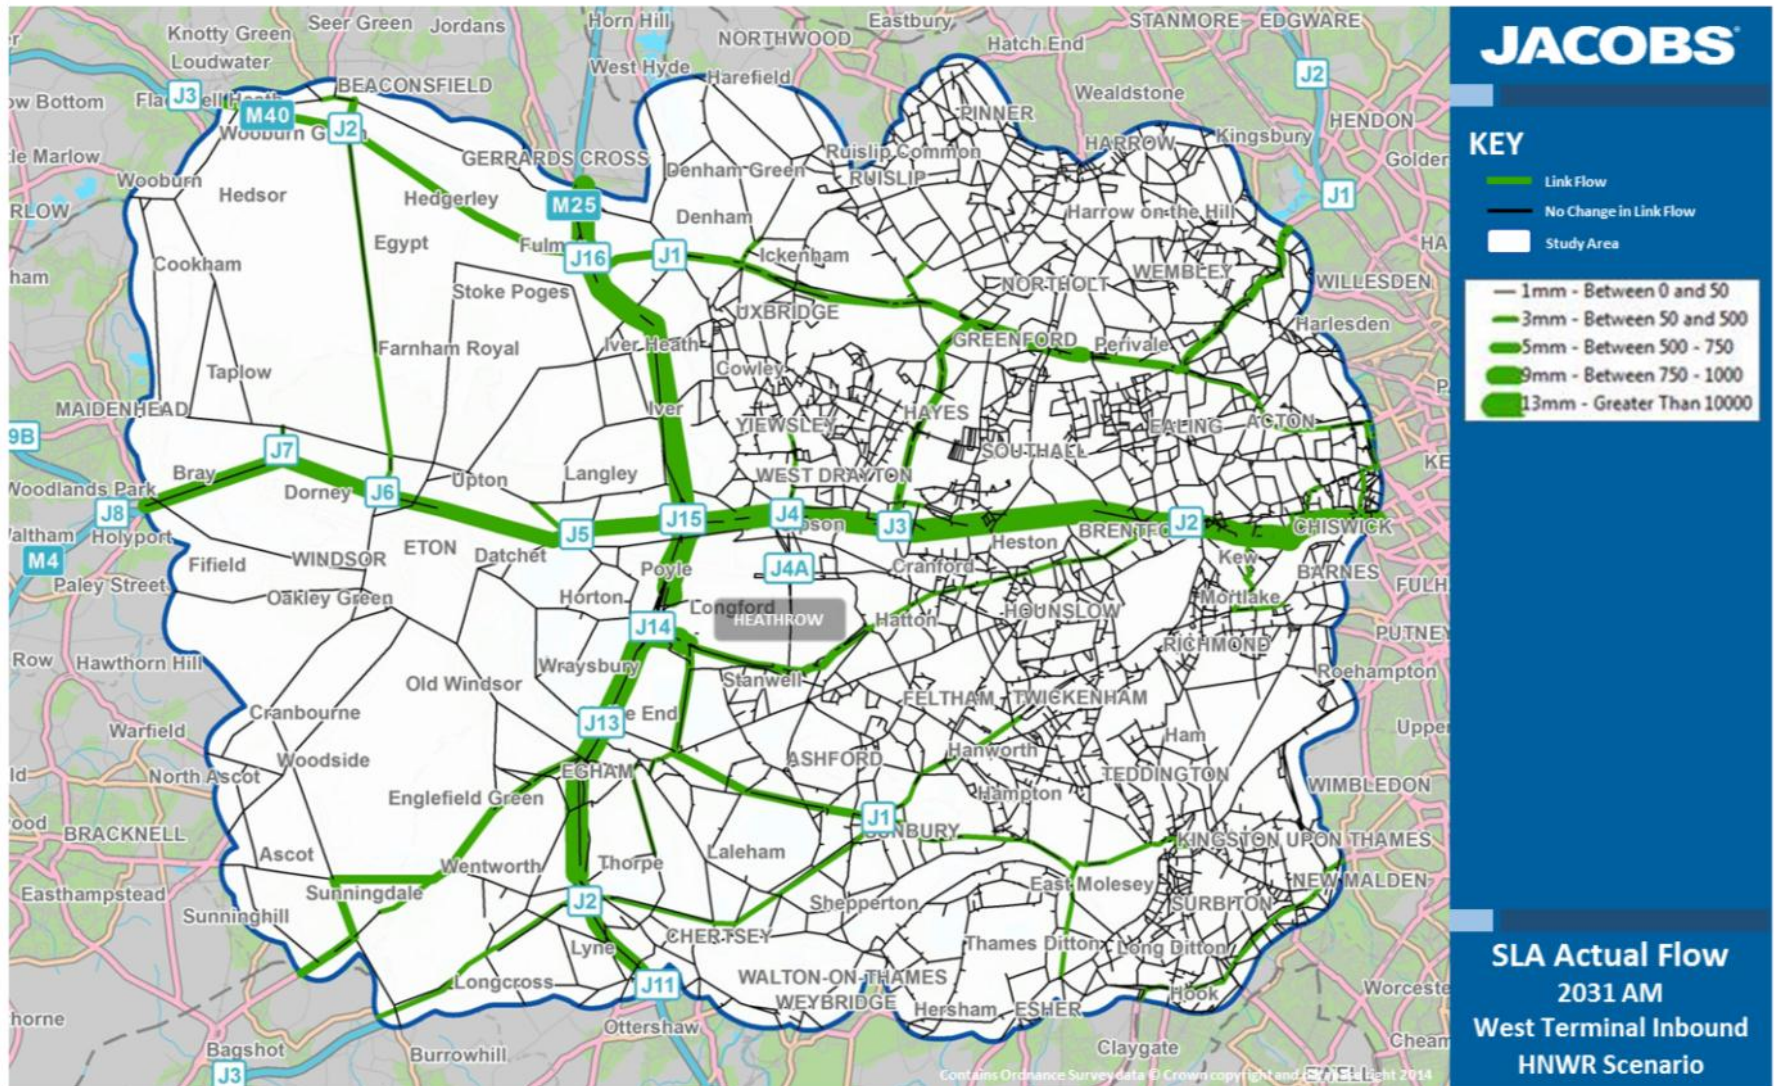 Knotty Green
Seer Green
Jordans
Horn Hill
NORTHWOOD
Eastbury
Hatch End
STANMORE
EDGWARE
Loudwater
West Hyde
Harefield
J2
J3
BEACONSFIELD
M40
J2
PINNER
Wealdstone
HENDON
HARROW
Kingsbury
GERRARDS CROSS
Ruislip Common
RUISLIP
Denham Green
Wooburn
Hedsor
Hedgerley
M25
Denham
Harrow on the Hill
J1
Egypt
J16
J1
Ickenham
Cookham
Stoke Poges
NORTHOLT
WEMBLEY
WILLESDEN
UXBRIDGE
Harlesden
Farnham Royal
Iver Heath
GREENFORD
Perivale
Taplow
Cowley
MAIDENHEAD
Iver
YIEWSLEY
HAYES
EALING
ACTON
9B
J7
SOUTHALL
Bray
Upton
Langley
WEST DRAYTON
Woodlands Park
Dorney
J6
J8
J5
J15
J4
J3
J2
CHISWICK
Holyport
M4
Fifield
WINDSOR
ETON
Datchet
Poyle
J4A
Heston
Cranford
Kew
BARNES
Paley Street
Oakley Green
Horton
Longford
HEATHROW
Hatton
HOUNSLOW
Mortlake
J14
PUTNEY
RICHMOND
Row
Hawthorn Hill
Wraysbury
Stanwell
Roehampton
Old Windsor
FELTHAM
TWICKENHAM
Cranbourne
J13
Warfield
Ham
Upper
Woodside
Hanworth
ASHFORD
North Ascot
EGHAM
TEDDINGTON
WIMBLEDON
Englefield Green
Hampton
J1
BRACKNELL
KINGSTON UPON THAMES
Ascot
Wentworth
Thorpe
Laleham
East Molesey
NEW MALDEN
Easthampstead
Sunningdale
J2
Shepperton
SURBITON
Sunninghill
Lyne
CHERTSEY
Thames Ditton
Long Ditton
Longcross
J11
WALTON-ON-THAMES
WEYBRIDGE
Hersham
ESHER
Hook
Ottershaw
Bagshot
Burrowhill
Claygate
J3
JACOBS
KEY
Link Flow
No Change in Link Flow
Study Area
1mm - Between 0 and 50
3mm - Between 50 and 500
5mm - Between 500 - 750
9mm - Between 750 - 1000
13mm - Greater Than 10000
SLA Actual Flow
2031 AM
West Terminal Inbound
HNWR Scenario